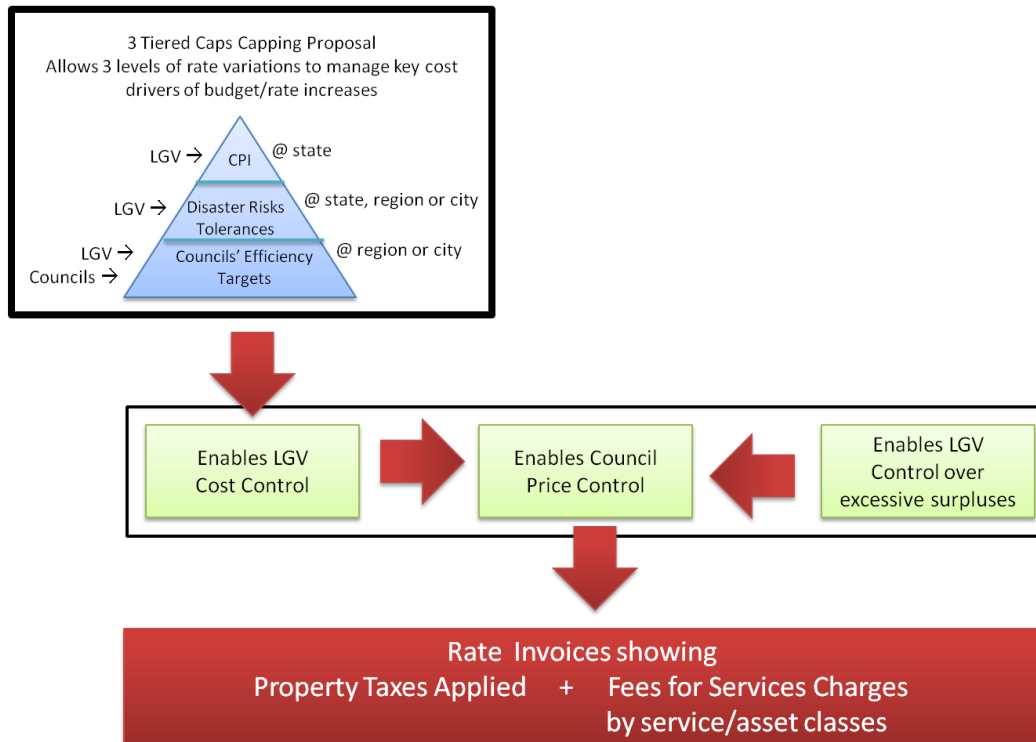 3 Tiered Caps Capping Proposal
Allows 3 levels of rate variations to manage key cost
drivers of budget/rate increases
LGV → CPI @ state
LGV → Disaster Risks @ state, region or city
Tolerances
LGV → Councils' Efficiency @ region or city
Councils → Targets
Enables LGV
Cost Control
Enables Council
Price Control
Enables LGV
Control over
excessive surpluses
Rate Invoices showing
Property Taxes Applied + Fees for Services Charges
by service/asset classes